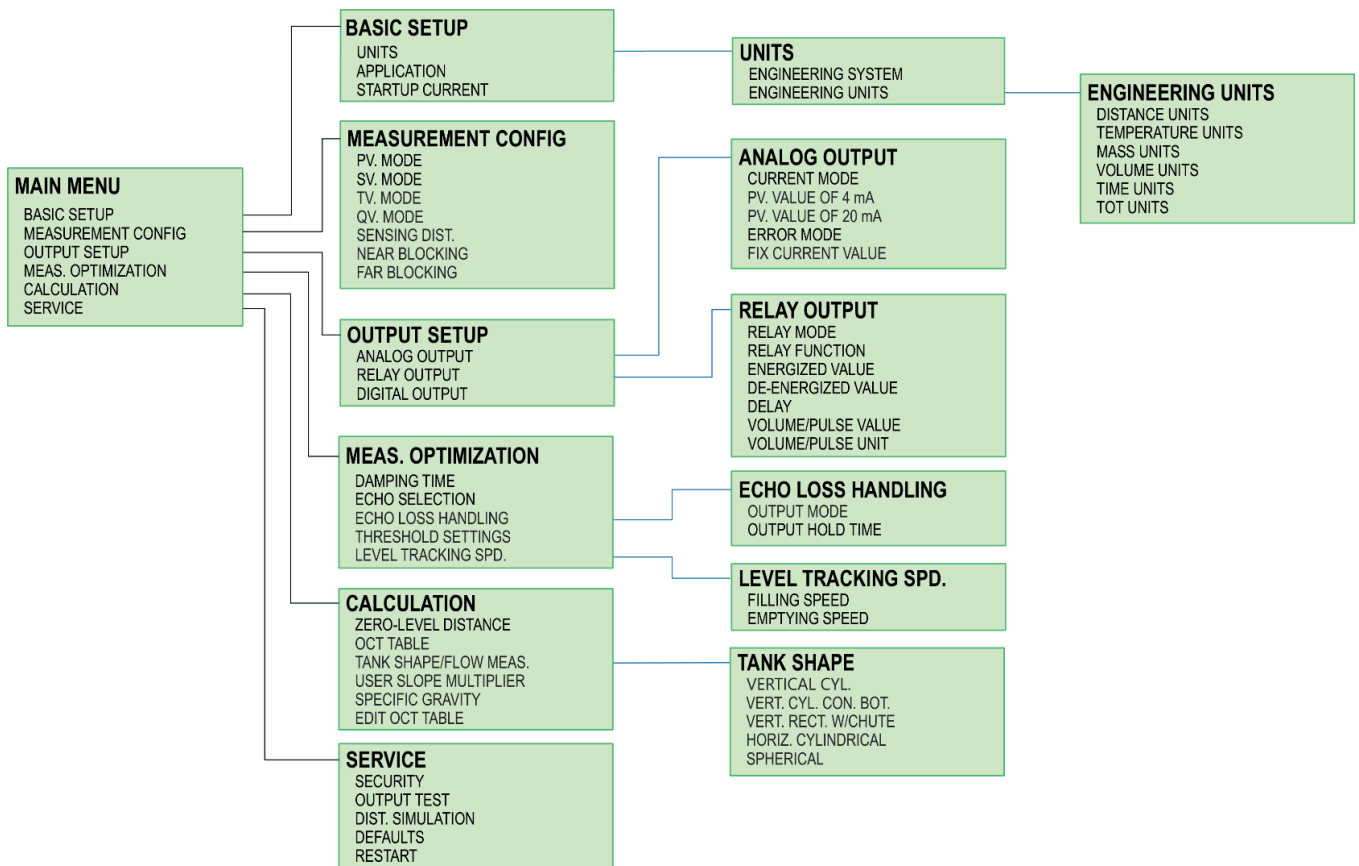 MAIN MENU
BASIC SETUP
MEASUREMENT CONFIG
OUTPUT SETUP
MEAS. OPTIMIZATION
CALCULATION
SERVICE
BASIC SETUP
UNITS
APPLICATION
STARTUP CURRENT
MEASUREMENT CONFIG
PV. MODE
SV. MODE
TV. MODE
QV. MODE
SENSING DIST.
NEAR BLOCKING
FAR BLOCKING
OUTPUT SETUP
ANALOG OUTPUT
RELAY OUTPUT
DIGITAL OUTPUT
MEAS. OPTIMIZATION
DAMPING TIME
ECHO SELECTION
ECHO LOSS HANDLING
THRESHOLD SETTINGS
LEVEL TRACKING SPD.
CALCULATION
ZERO-LEVEL DISTANCE
OCT TABLE
TANK SHAPE/FLOW MEAS.
USER SLOPE MULTIPLIER
SPECIFIC GRAVITY
EDIT OCT TABLE
SERVICE
SECURITY
OUTPUT TEST
DIST. SIMULATION
DEFAULTS
RESTART
UNITS
ENGINEERING SYSTEM
ENGINEERING UNITS
ANALOG OUTPUT
CURRENT MODE
PV. VALUE OF 4 mA
PV. VALUE OF 20 mA
ERROR MODE
FIX CURRENT VALUE
RELAY OUTPUT
RELAY MODE
RELAY FUNCTION
ENERGIZED VALUE
DE-ENERGIZED VALUE
DELAY
VOLUME/PULSE VALUE
VOLUME/PULSE UNIT
ECHO LOSS HANDLING
OUTPUT MODE
OUTPUT HOLD TIME
LEVEL TRACKING SPD.
FILLING SPEED
EMPTYING SPEED
TANK SHAPE
VERTICAL CYL.
VERT. CYL. CON. BOT.
VERT. RECT. W/CHUTE
HORIZ. CYLINDRICAL
SPHERICAL
ENGINEERING UNITS
DISTANCE UNITS
TEMPERATURE UNITS
MASS UNITS
VOLUME UNITS
TIME UNITS
TOT UNITS